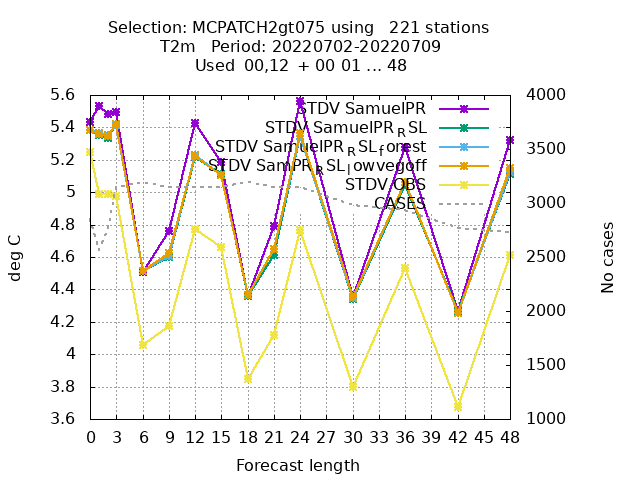 Selection: MCPATCH2gt075 using   221 stations
T2m   Period: 20220702-20220709
Used  00,12  + 00 01 ... 48
5.6
5.4
5.2
5
4.8
4.6
4.4
4.2
4
3.8
3.6
deg C
4000
3500
3000
2500
2000
1500
1000
No cases
STDV SamuelPR
STDV SamuelPR_RSL
STDV SamuelPR_RSL_forest
STDV SamPR_RSL_lowvegoff
STDV OBS
CASES
0 3 6 9 12 15 18 21 24 27 30 33 36 39 42 45 48
Forecast length